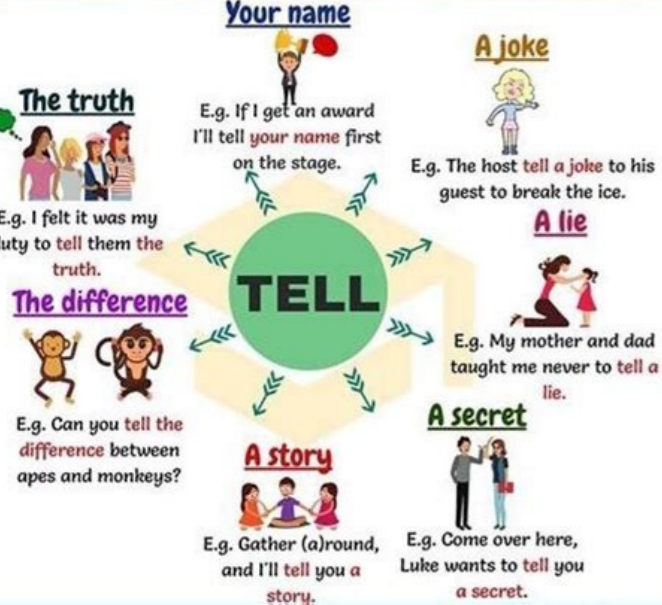 Your name
E.g. If I get an award
I'll tell your name first
on the stage.
A joke
E.g. The host tell a joke to his
guest to break the ice.
The truth
E.g. I felt it was my
uty to tell them the
truth.
A lie
E.g. My mother and dad
taught me never to tell a
lie.
TELL
The difference
E.g. Can you tell the
difference between
apes and monkeys?
A secret
E.g. Come over here,
Luke wants to tell you
a secret.
A story
E.g. Gather (a)round,
and I'll tell you a
story.